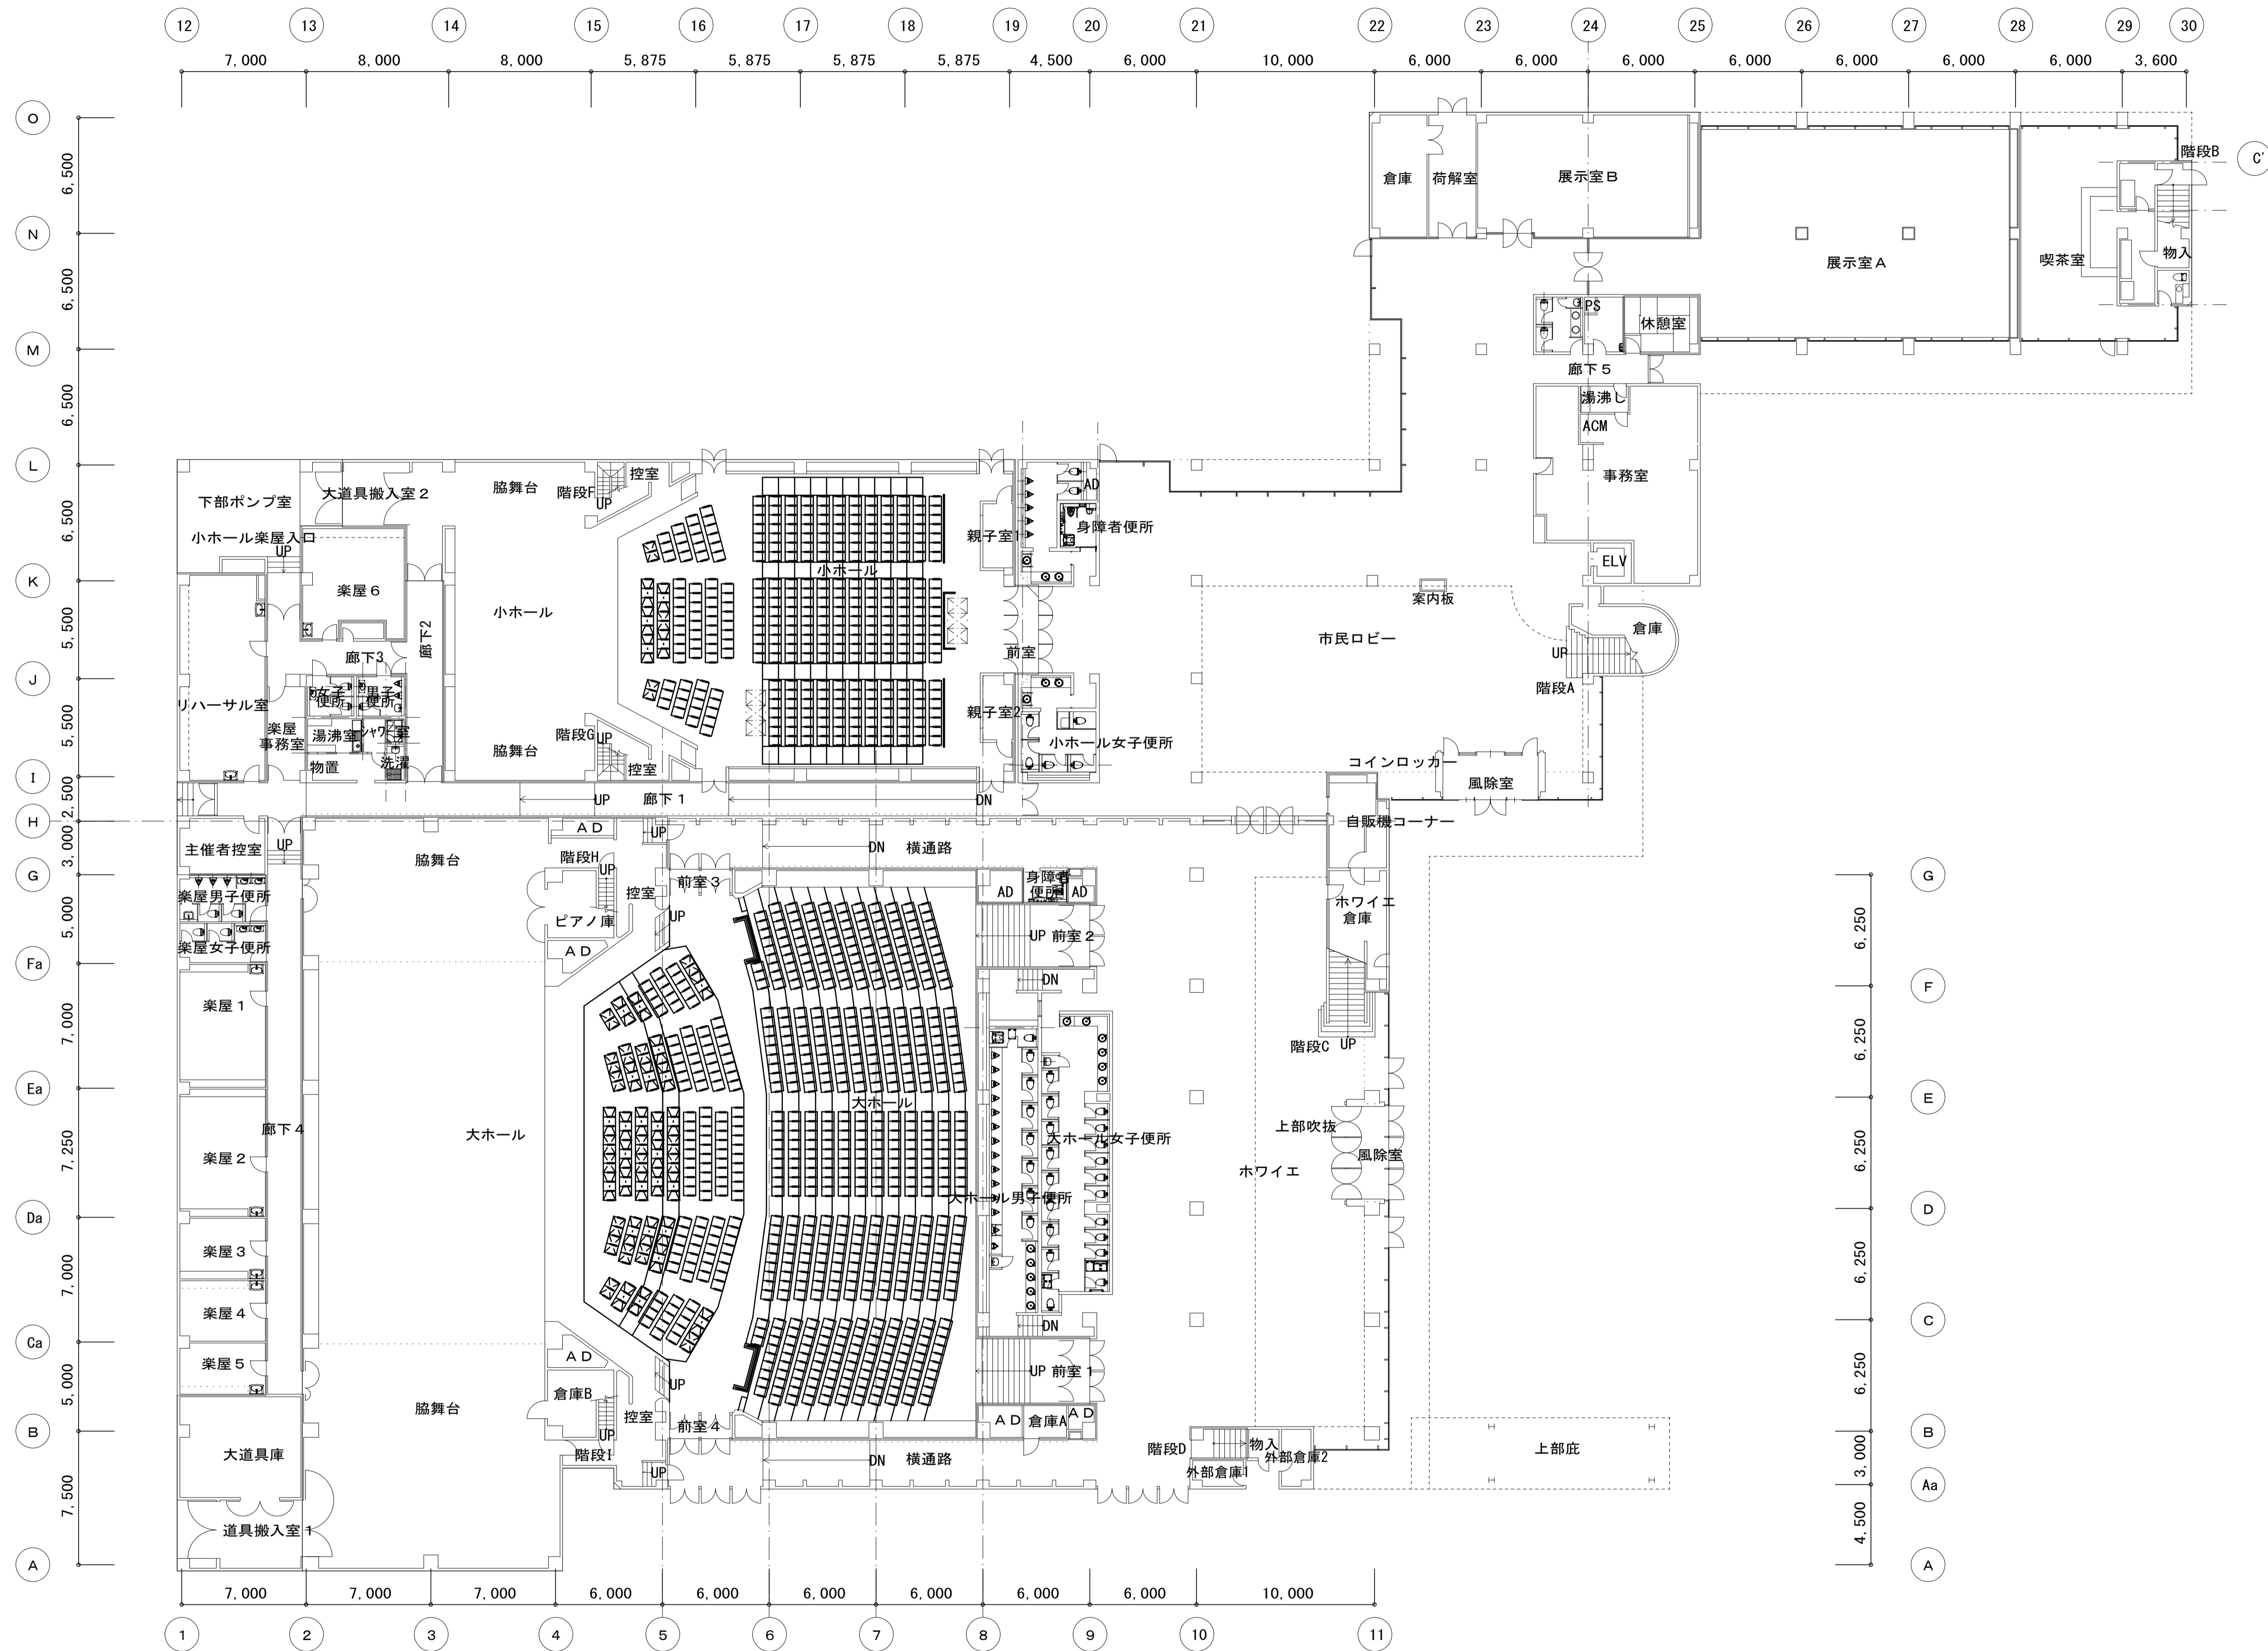 12 13 14 15 16 17 18 19 20 21 22 23 24 25 26 27 28 29 30
7,000 8,000 8,000 5,875 5,875 5,875 5,875 4,500 6,000 10,000 6,000 6,000 6,000 6,000 6,000 6,000 6,000 3,600
O
6,500
階段B
C'
倉庫 荷解室 展示室B
N
6,500
展示室A 喫茶室 物入
PS
休憩室
M
6,500
廊下5
湯沸し
ACM
L
6,500
事務室
下部ポンプ室 大道具搬入室2 脇舞台 階段F 控室 UP AD
身障者便所
小ホール楽屋入口 親子室1
UP
ELV
K
5,500
小ホール
楽屋6 案内板
小ホール 倉庫
市民ロビー
廊下2 前室 UP
廊下3
J
5,500
階段A
女子便所 男子便所
リハーサル室 親子室2
楽屋事務室 湯沸室 シャワー室 階段G UP
脇舞台 小ホール女子便所
物置 洗濯 控室 コインロッカー
I
2,500
風除室
UP 廊下1 DN
H
3,000
AD UP 自販機コーナー
主催者控室 UP 脇舞台 階段H DN 横通路
UP
G G
5,000 6,250
控室 前室3 AD 身障者便所 AD
楽屋男子便所 ホワイエ倉庫
ピアノ庫 UP
UP 前室2
楽屋女子便所 AD
Fa
7,000
DN
F
6,250
楽屋1
階段C UP
Ea E
7,250 6,250
大ホール
廊下4 大ホール 上部吹抜
大ホール女子便所
楽屋2 風除室
ホワイエ
大ホール男子便所
Da D
7,000 6,250
楽屋3
楽屋4
DN
C
6,250
Ca
5,000
AD
楽屋5 UP 前室1
UP
倉庫B
脇舞台 控室 前室4 AD 倉庫A AD
UP
B B
7,500 3,000
大道具庫 階段I DN 横通路 階段D 物入 上部庇
外部倉庫2
UP 外部倉庫1
Aa
4,500
道具搬入室1
A A
7,000 7,000 7,000 6,000 6,000 6,000 6,000 6,000 6,000 10,000
1 2 3 4 5 6 7 8 9 10 11